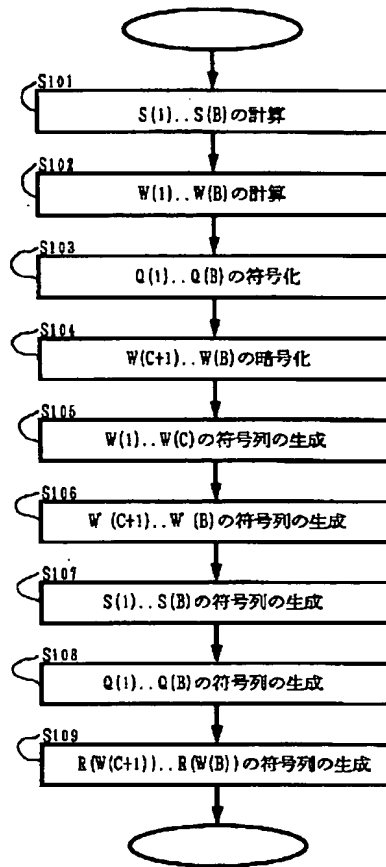 S101
S(1)..S(B)の計算
S102
W(1)..W(B)の計算
S103
Q(1)..Q(B)の符号化
S104
W(C+1)..W(B)の暗号化
S105
W(1)..W(C)の符号列の生成
S106
W (C+1)..W (B)の符号列の生成
S107
S(1)..S(B)の符号列の生成
S108
Q(1)..Q(B)の符号列の生成
S109
R(W(C+1))..R(W(B))の符号列の生成